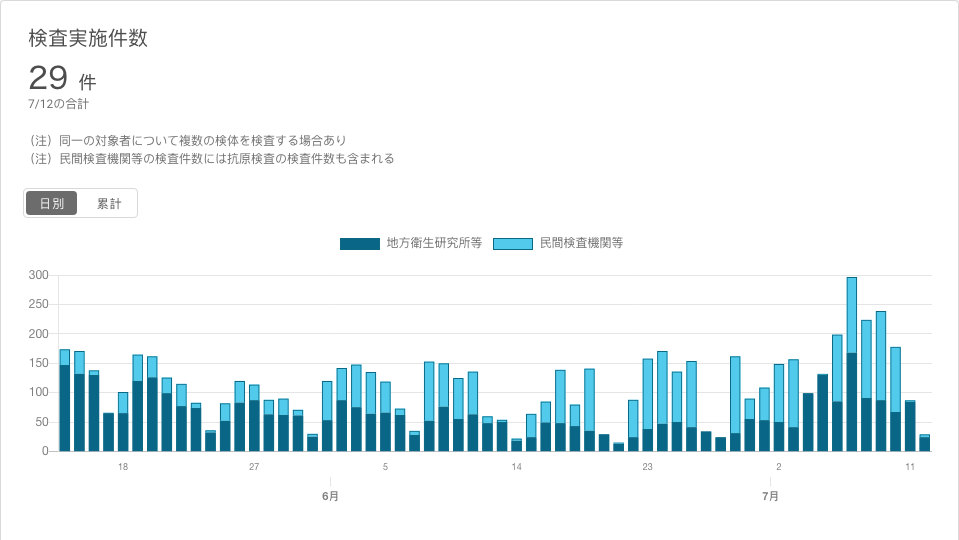 検査実施件数
29 件
7/12の合計
（注）同一の対象者について複数の検体を検査する場合あり
（注）民間検査機関等の検査件数には抗原検査の検査件数も含まれる
日別 累計
地方衛生研究所等 民間検査機関等
300
250
200
150
100
50
0
18 27 5 14 23 2 11
6月 7月